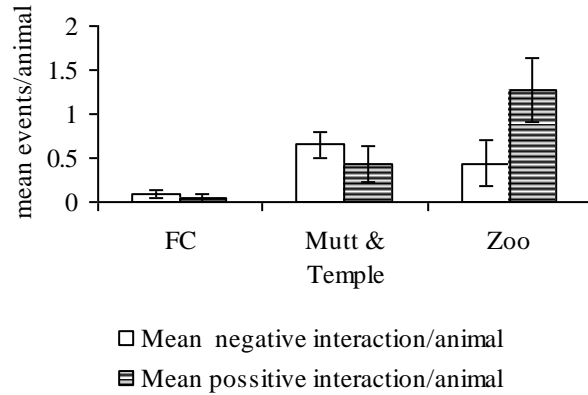 mean events/animal
2
1.5
1
0.5
0
FC
Mutt &
Temple
Zoo
Mean negative interaction/animal
Mean possitive interaction/animal